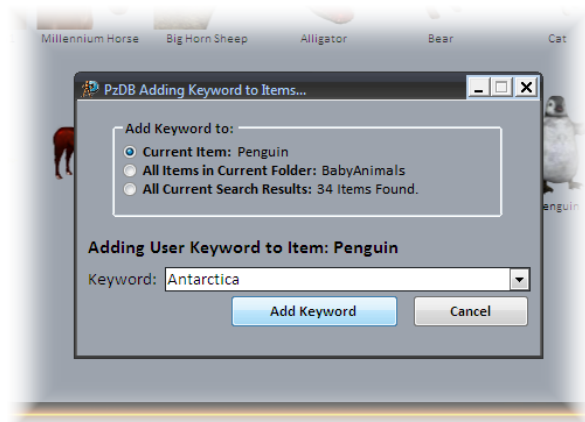 Millennium Horse Big Horn Sheep Alligator Bear Cat
PzDB Adding Keyword to Items...
Add Keyword to:
Current Item: Penguin
All Items in Current Folder: BabyAnimals
All Current Search Results: 34 Items Found.
enguin
Adding User Keyword to Item: Penguin
Keyword: Antarctica
Add Keyword Cancel